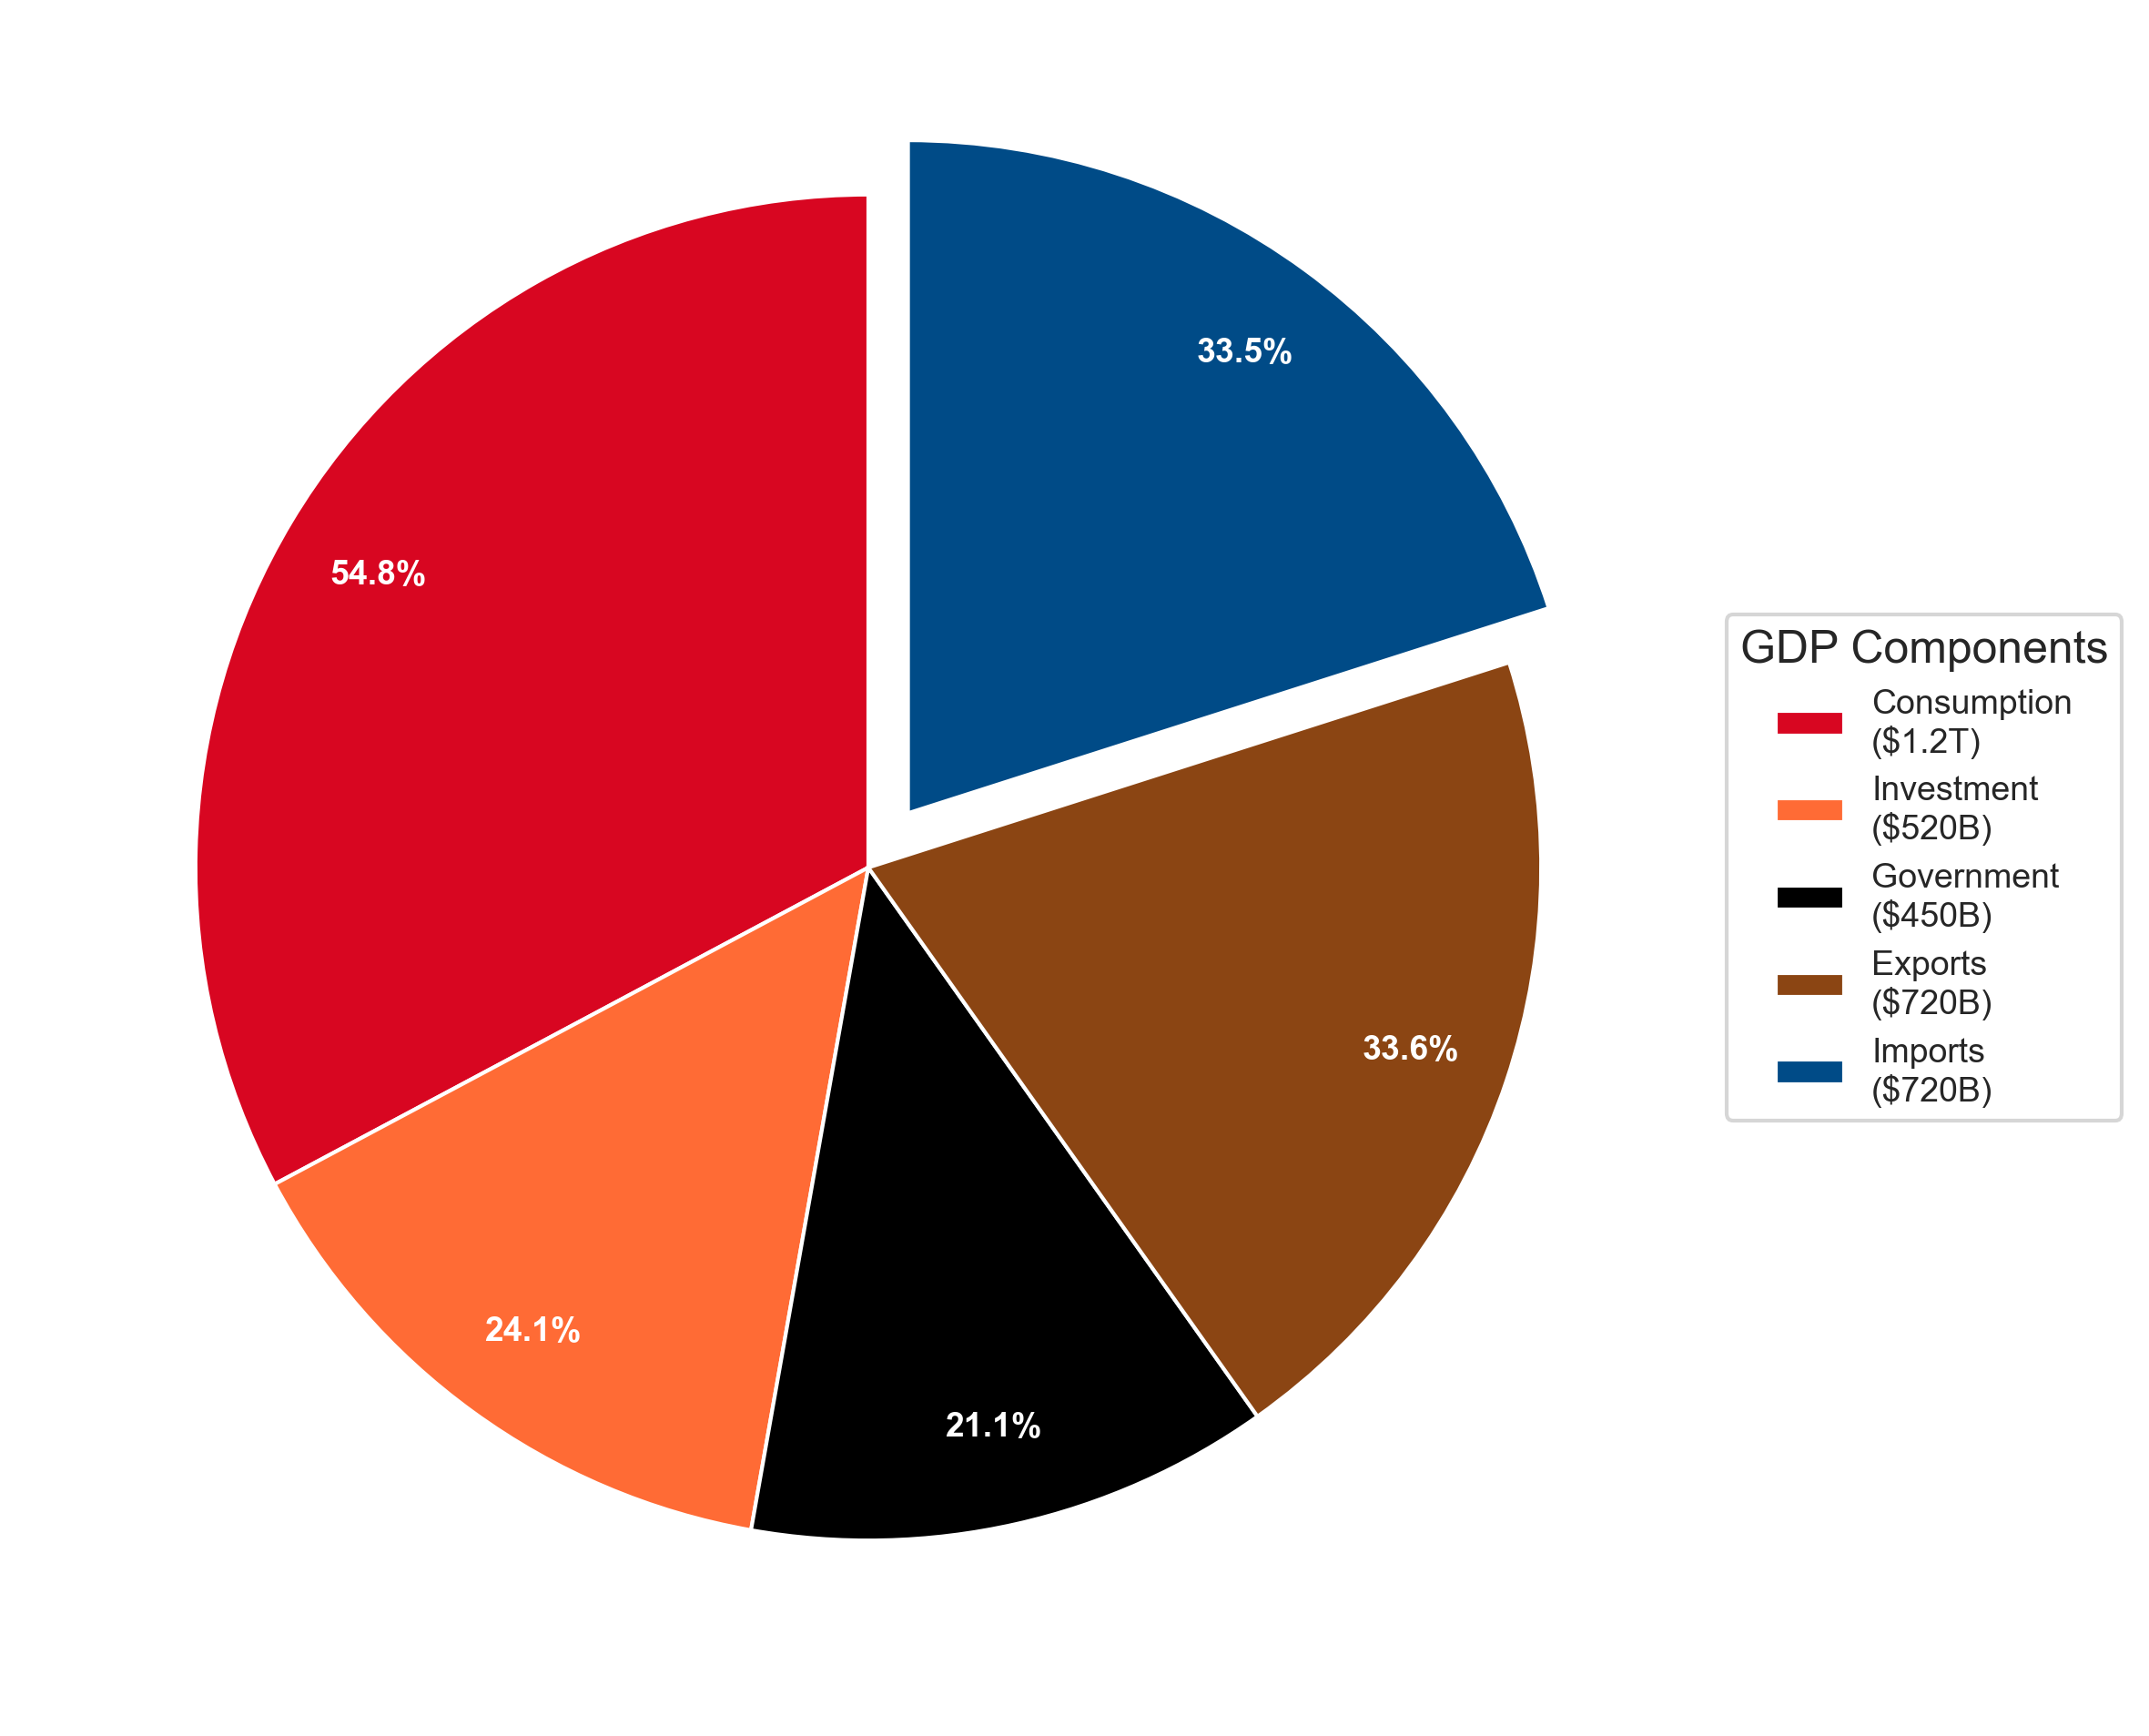 33.5%
54.8%
33.6%
24.1%
21.1%
GDP Components
Consumption
($1.2T)
Investment
($520B)
Government
($450B)
Exports
($720B)
Imports
($720B)